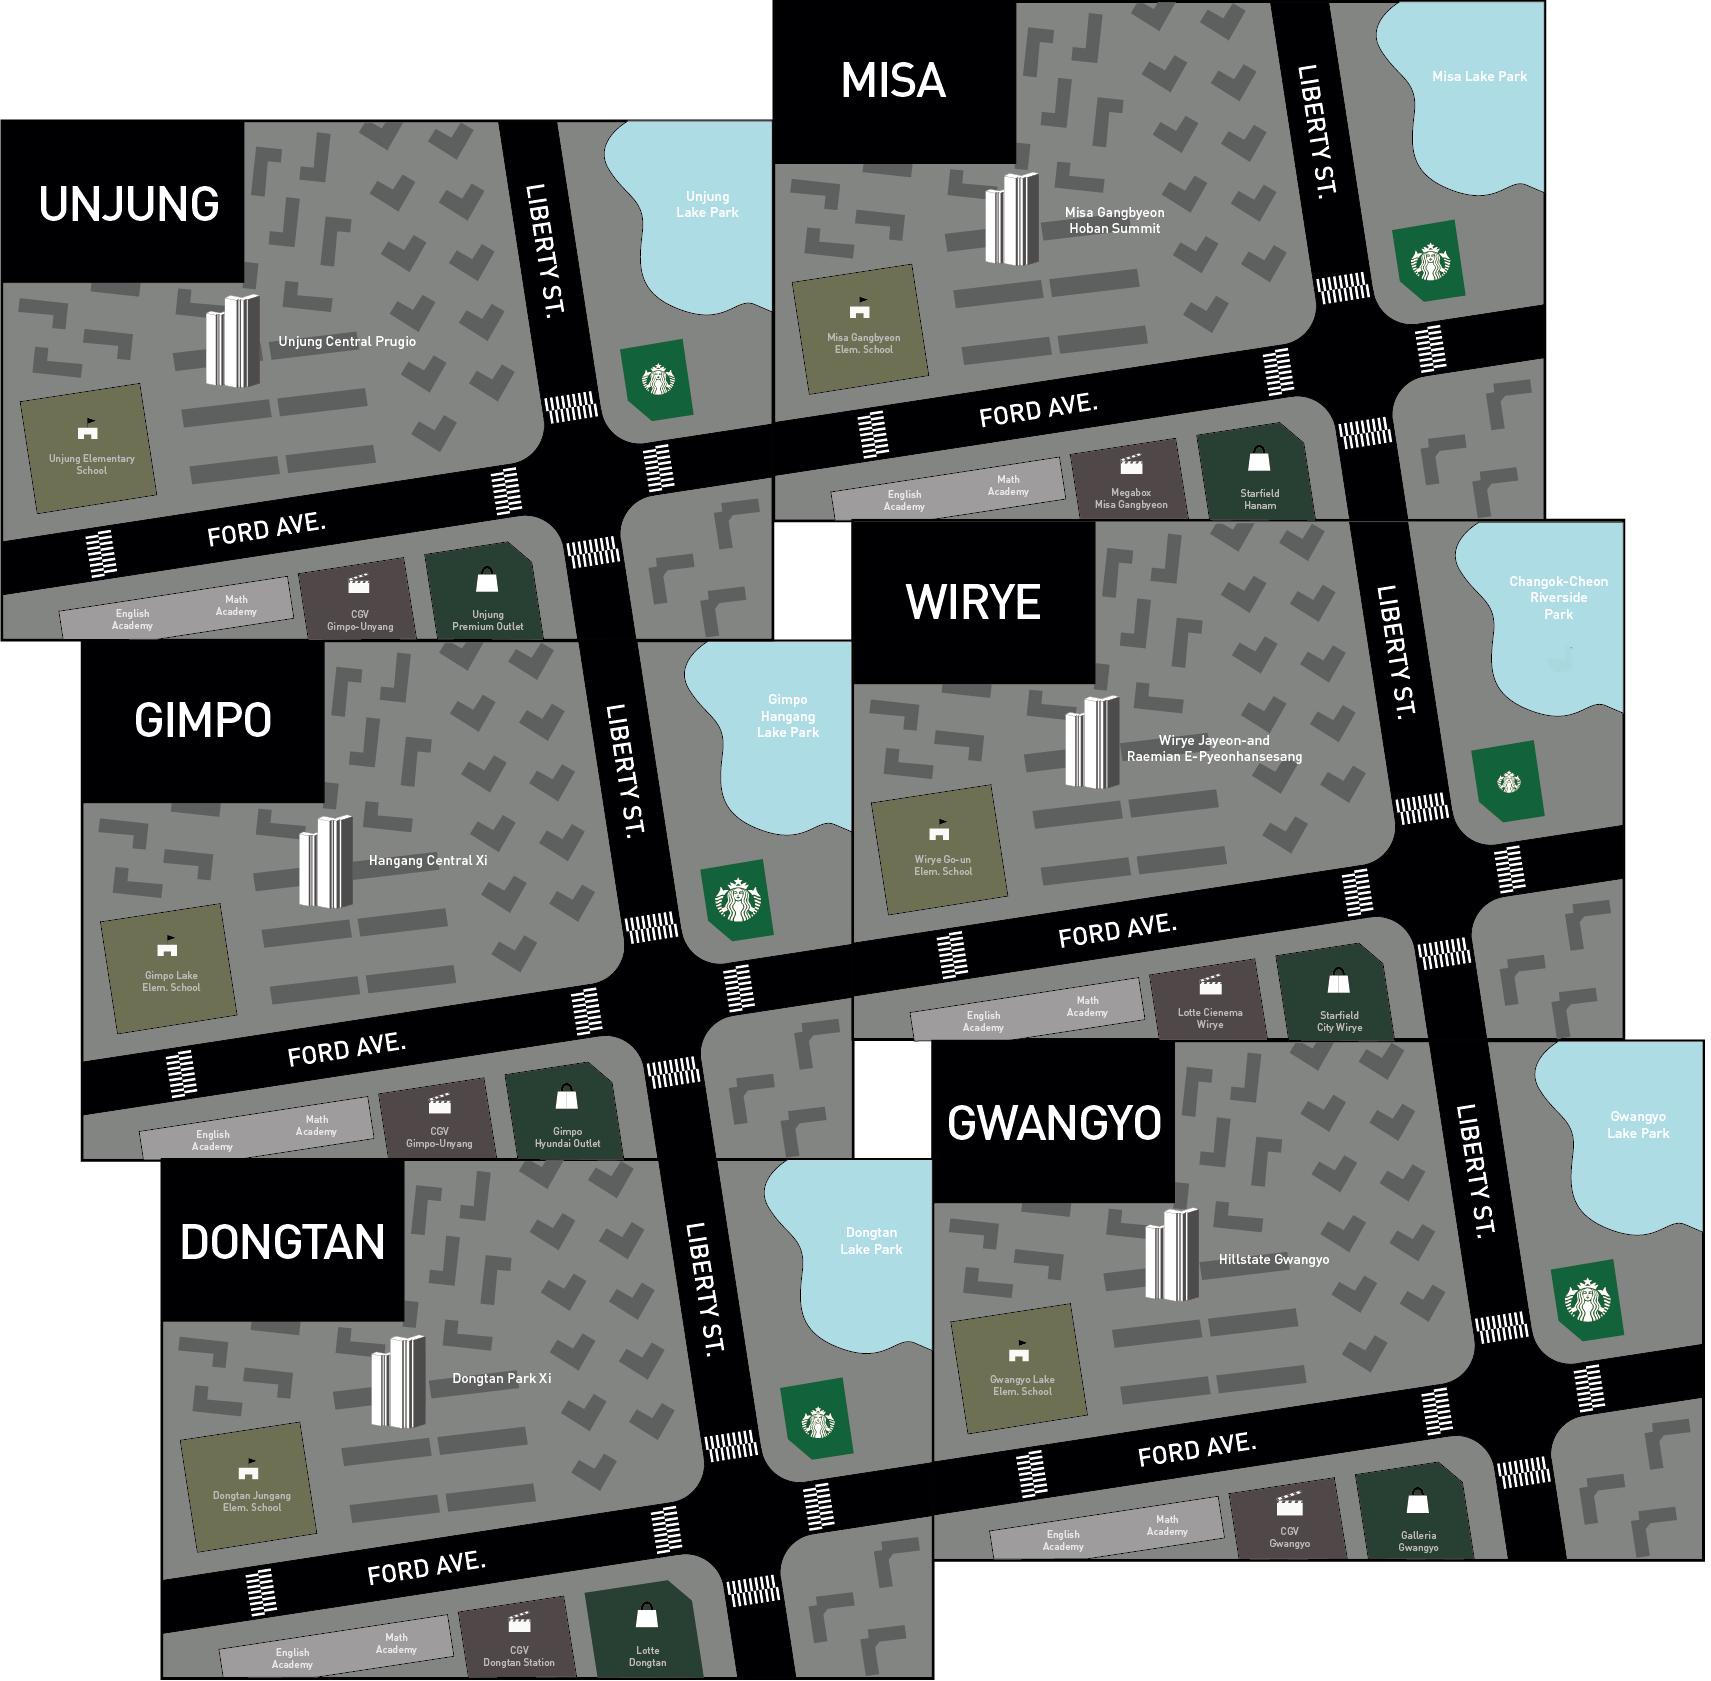 UNJUNG
LIBERTY ST.
Unjung
Lake Park
Unjung Central Prugio
Unjung Elementary
School
FORD AVE.
English
Academy
Math
Academy
CGV
Gimpo-Unyang
Unjung
Premium Outlet
MISA
LIBERTY ST.
Misa Lake Park
Misa Gangbyeon
Hoban Summit
Misa Gangbyeon
Elem. School
FORD AVE.
English
Academy
Math
Academy
Megabox
Misa Gangbyeon
Starfield
Hanam
GIMPO
LIBERTY ST.
Gimpo
Hangang
Lake Park
Hangang Central Xi
Gimpo Lake
Elem. School
FORD AVE.
English
Academy
Math
Academy
CGV
Gimpo-Unyang
Gimpo
Hyundai Outlet
WIRYE
LIBERTY ST.
Changok-Cheon
Riverside
Park
Wirye Jayeon-and
Raemian E-Pyeonhansesang
Wirye Go-un
Elem. School
FORD AVE.
English
Academy
Math
Academy
Lotte Cienema
Wirye
Starfield
City Wirye
DONGTAN
LIBERTY ST.
Dongtan
Lake Park
Dongtan Park Xi
Dongtan Jungang
Elem. School
FORD AVE.
English
Academy
Math
Academy
CGV
Dongtan Station
Lotte
Dongtan
GWANGYO
LIBERTY ST.
Gwangyo
Lake Park
Hillstate Gwangyo
Gwangyo Lake
Elem. School
FORD AVE.
English
Academy
Math
Academy
CGV
Gwangyo
Galleria
Gwangyo